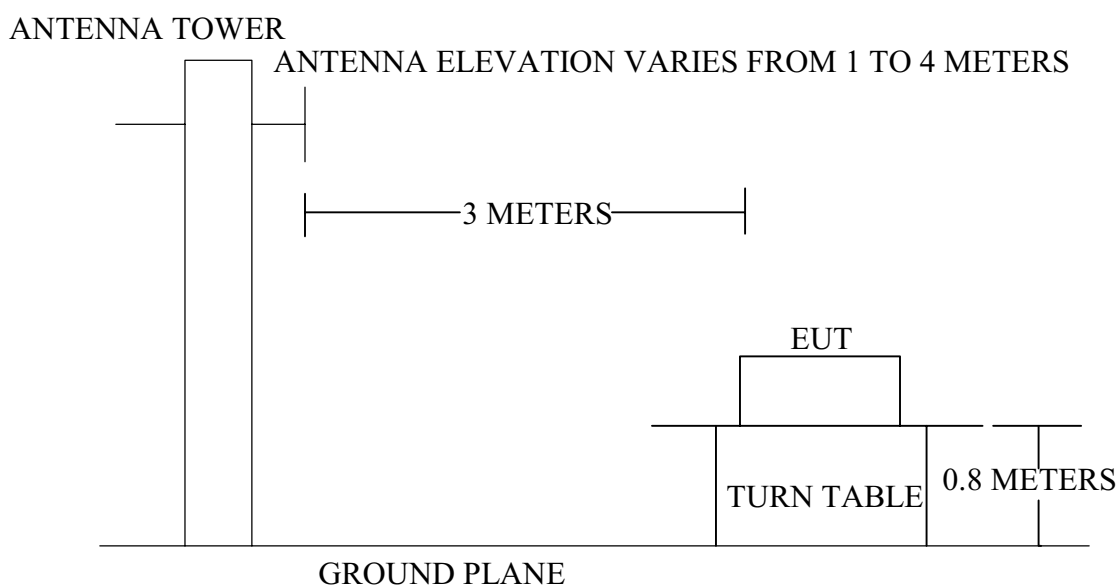 ANTENNA TOWER
ANTENNA ELEVATION VARIES FROM 1 TO 4 METERS
3 METERS
EUT
TURN TABLE
0.8 METERS
GROUND PLANE